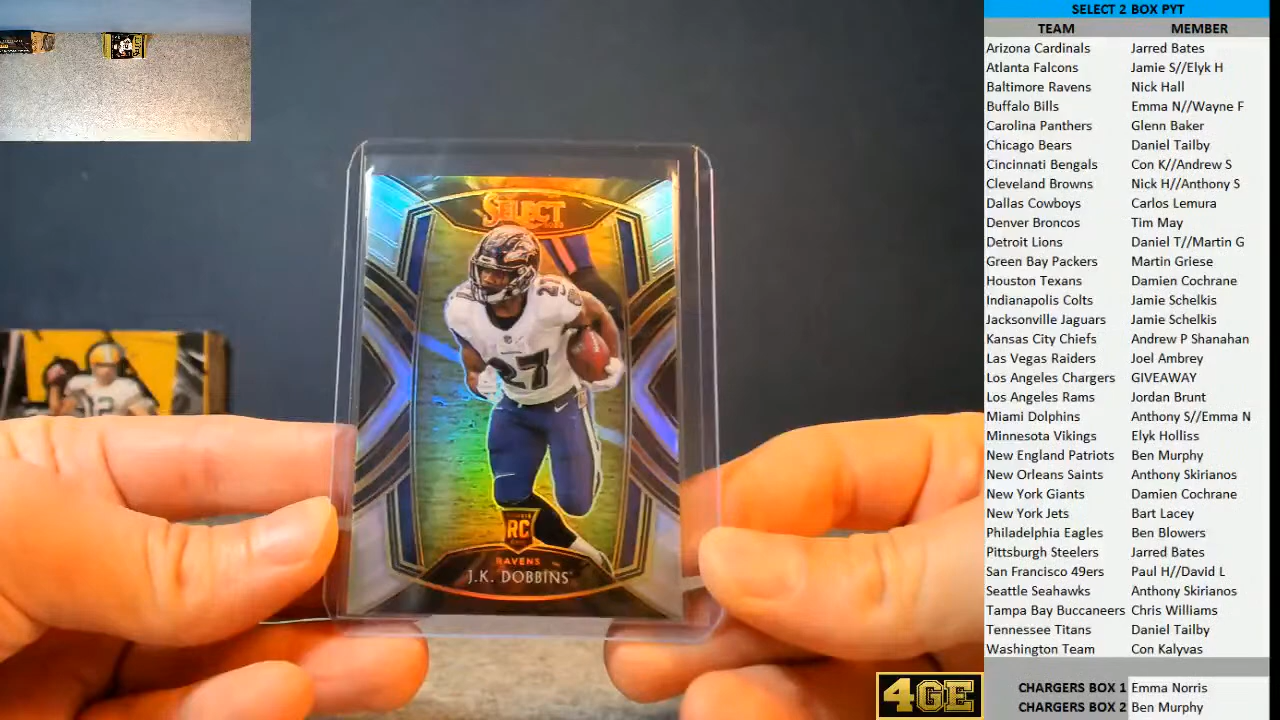 SELECT 2 BOX PYT
TEAM MEMBER
Arizona Cardinals Jarred Bates
Atlanta Falcons Jamie S//Elyk H
Baltimore Ravens Nick Hall
Buffalo Bills Emma N//Wayne F
Carolina Panthers Glenn Baker
Chicago Bears Daniel Tailby
Cincinnati Bengals Con K//Andrew S
Cleveland Browns Nick H//Anthony S
Dallas Cowboys Carlos Lemura
Denver Broncos Tim May
Detroit Lions Daniel T//Martin G
Green Bay Packers Martin Griese
Houston Texans Damien Cochrane
Indianapolis Colts Jamie Schelkis
Jacksonville Jaguars Jamie Schelkis
Kansas City Chiefs Andrew P Shanahan
Las Vegas Raiders Joel Ambrey
Los Angeles Chargers GIVEAWAY
Los Angeles Rams Jordan Brunt
Miami Dolphins Anthony S//Emma N
Minnesota Vikings Elyk Holliss
New England Patriots Ben Murphy
New Orleans Saints Anthony Skirianos
New York Giants Damien Cochrane
New York Jets Bart Lacey
Philadelphia Eagles Ben Blowers
Pittsburgh Steelers Jarred Bates
San Francisco 49ers Paul H//David L
Seattle Seahawks Anthony Skirianos
Tampa Bay Buccaneers Chris Williams
Tennessee Titans Daniel Tailby
Washington Team Con Kalyvas
CHARGERS BOX 1 Emma Norris
CHARGERS BOX 2 Ben Murphy
SELECT
27
27
RC
RAVENS
J.K. DOBBINS
12
4GE